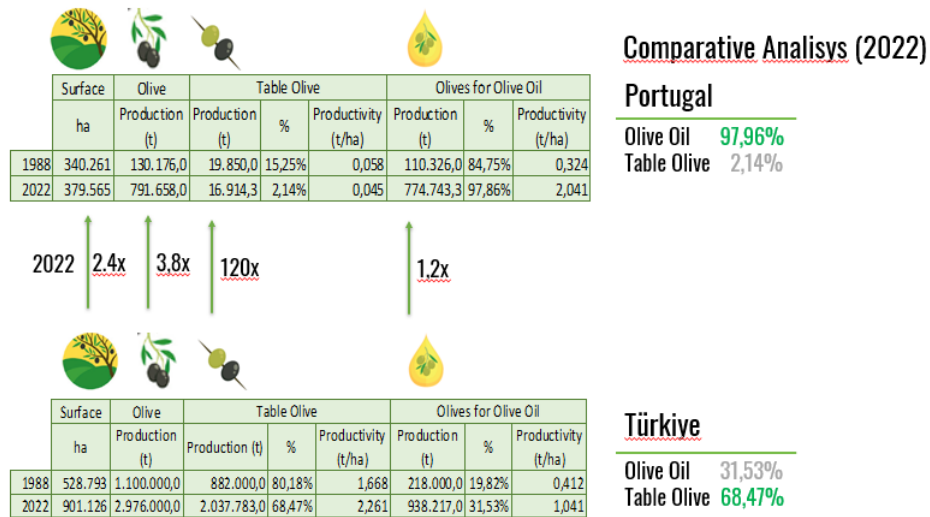 Comparative Analisys (2022)
Surface Olive Table Olive Olives for Olive Oil
ha Production (t) Production (t) % Productivity (t/ha) Production (t) % Productivity (t/ha)
1988 340.261 130.176,0 19.850,0 15,25% 0,058 110.326,0 84,75% 0,324
2022 379.565 791.658,0 16.914,3 2,14% 0,045 774.743,3 97,86% 2,041
Portugal
Olive Oil 97,96%
Table Olive 2,14%
2022 2.4x 3,8x 120x 1,2x
Surface Olive Table Olive Olives for Olive Oil
ha Production (t) Production (t) % Productivity (t/ha) Production (t) % Productivity (t/ha)
1988 528.793 1.100.000,0 882.000,0 80,18% 1,668 218.000,0 19,82% 0,412
2022 901.126 2.976.000,0 2.037.783,0 68,47% 2,261 938.217,0 31,53% 1,041
Türkiye
Olive Oil 31,53%
Table Olive 68,47%